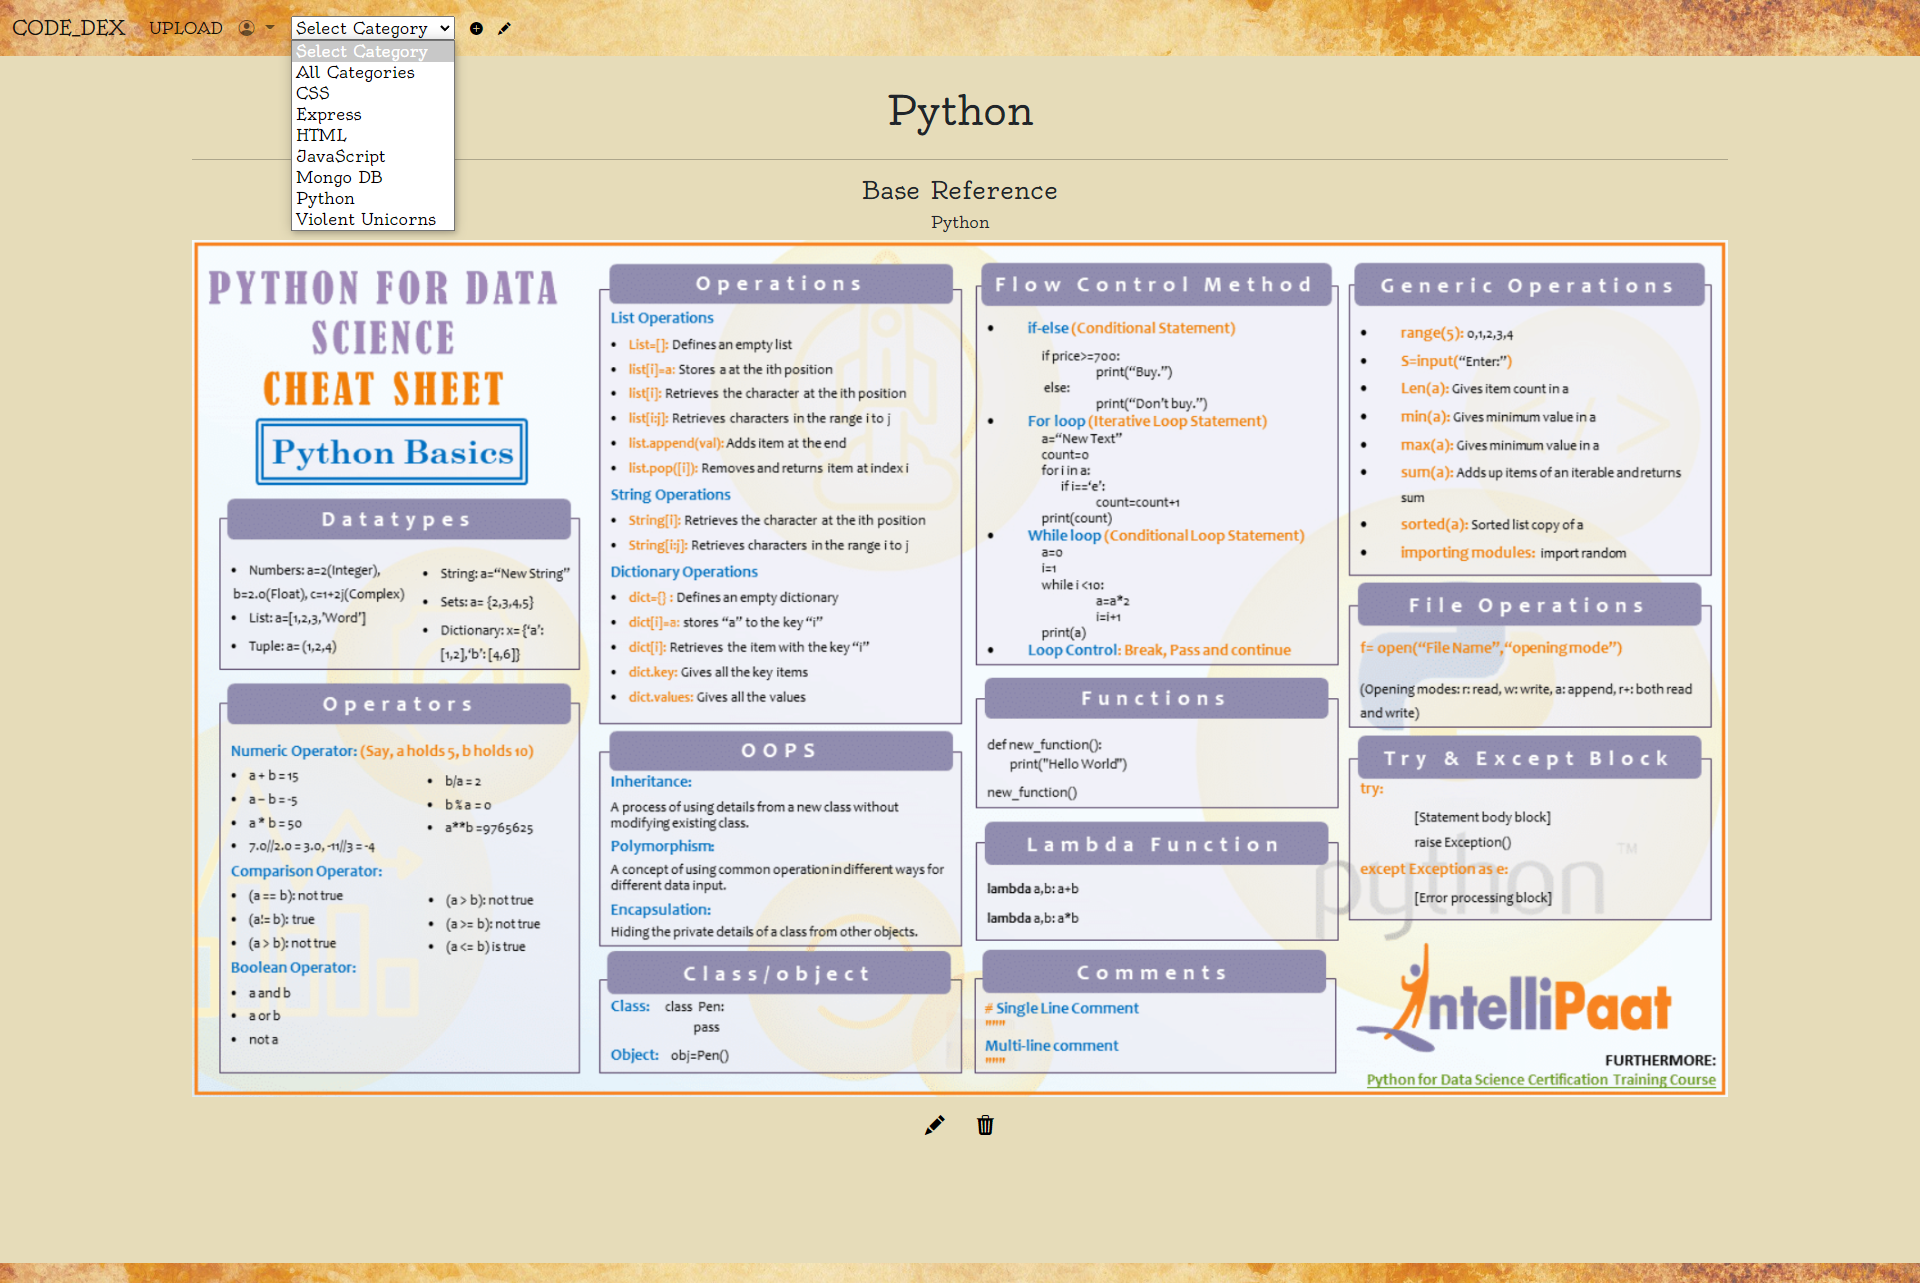 CODE_DEX UPLOAD Select Category
Select Category
All Categories
CSS
Express
HTML
JavaScript
Mongo DB
Python
Violent Unicorns
Python
Base Reference
Python
PYTHON FOR DATA
SCIENCE
CHEAT SHEET
Python Basics
Datatypes
• Numbers: a=2(Integer),
b=2.0(Float), c=1+2j(Complex)
• List: a=[1,2,3,'Word']
• Tuple: a= (1,2,4)
• String: a="New String"
• Sets: a= {2,3,4,5}
• Dictionary: x= {'a':
[1,2],'b': [4,6]}
Operators
Numeric Operator: (Say, a holds 5, b holds 10)
• a + b = 15
• a – b = -5
• a * b = 50
• 7.0//2.0 = 3.0, -11//3 = -4
• b/a = 2
• b % a = 0
• a**b =9765625
Comparison Operator:
• (a == b): not true
• (a!= b): true
• (a > b): not true
• (a > b): not true
• (a >= b): not true
• (a <= b) is true
Boolean Operator:
• a and b
• a or b
• not a
Operations
List Operations
• List=[]: Defines an empty list
• list[i]=a: Stores a at the ith position
• list[i]: Retrieves the character at the ith position
• list[i:j]: Retrieves characters in the range i to j
• list.append(val): Adds item at the end
• list.pop([i]): Removes and returns item at index i
String Operations
• String[i]: Retrieves the character at the ith position
• String[i:j]: Retrieves characters in the range i to j
Dictionary Operations
• dict={} : Defines an empty dictionary
• dict[i]=a: stores "a" to the key "i"
• dict[i]: Retrieves the item with the key "i"
• dict.key: Gives all the key items
• dict.values: Gives all the values
OOPS
Inheritance:
A process of using details from a new class without
modifying existing class.
Polymorphism:
A concept of using common operation in different ways for
different data input.
Encapsulation:
Hiding the private details of a class from other objects.
Class/object
Class: class Pen:
pass
Object: obj=Pen()
Flow Control Method
• if-else (Conditional Statement)
if price>=700:
print("Buy.")
else:
print("Don't buy.")
• For loop (Iterative Loop Statement)
a="New Text"
count=0
for i in a:
if i=='e':
count=count+1
print(count)
• While loop (Conditional Loop Statement)
a=0
i=1
while i <10:
a=a*2
i=i+1
print(a)
• Loop Control: Break, Pass and continue
Functions
def new_function():
print("Hello World")
new_function()
Lambda Function
lambda a,b: a+b
lambda a,b: a*b
Comments
# Single Line Comment
"""
Multi-line comment
"""
Generic Operations
• range(5): 0,1,2,3,4
• S=input("Enter:")
• Len(a): Gives item count in a
• min(a): Gives minimum value in a
• max(a): Gives minimum value in a
• sum(a): Adds up items of an iterable and returns
sum
• sorted(a): Sorted list copy of a
• importing modules: import random
File Operations
f= open("File Name","opening mode")
(Opening modes: r: read, w: write, a: append, r+: both read
and write)
Try & Except Block
try:
[Statement body block]
raise Exception()
except Exception as e:
[Error processing block]
python TM
IntelliPaat
FURTHERMORE:
Python for Data Science Certification Training Course